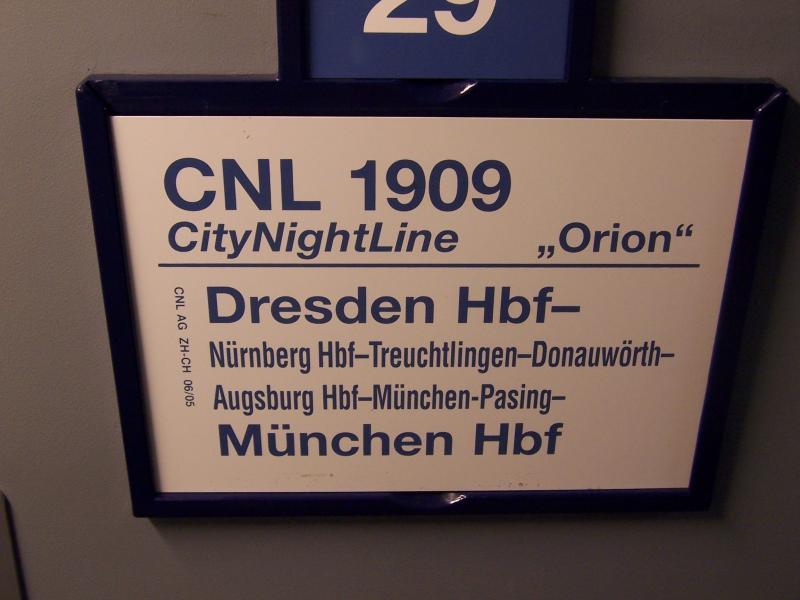 29
CNL 1909
CityNightLine „Orion“
Dresden Hbf–
Nürnberg Hbf–Treuchtlingen–Donauwörth–
Augsburg Hbf–München-Pasing–
München Hbf
CNL AG ZH-CH 06/05